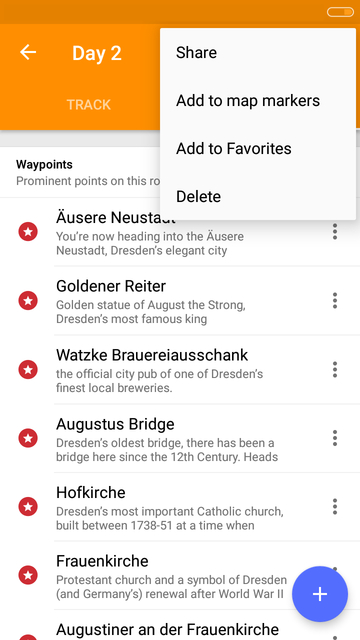 Day 2
TRACK
Share
Add to map markers
Add to Favorites
Delete
Waypoints
Prominent points on this
Äusere Neustadt
You're now heading into the Äusere
Neustadt, Dresden's elegant city
Goldener Reiter
Golden statue of August the Strong,
Dresden's most famous king
Watzke Brauereiausschank
the official city pub of one of Dresden's
finest local breweries.
Augustus Bridge
Dresden's oldest bridge, there has been a
bridge here since the 12th Century. Heads
Hofkirche
Dresden's most important Catholic church,
built between 1738-51 at a time when
Frauenkirche
Protestant church and a symbol of Dresden
(and Germany's) renewal after World War II
Augustiner an der Frauenkirche